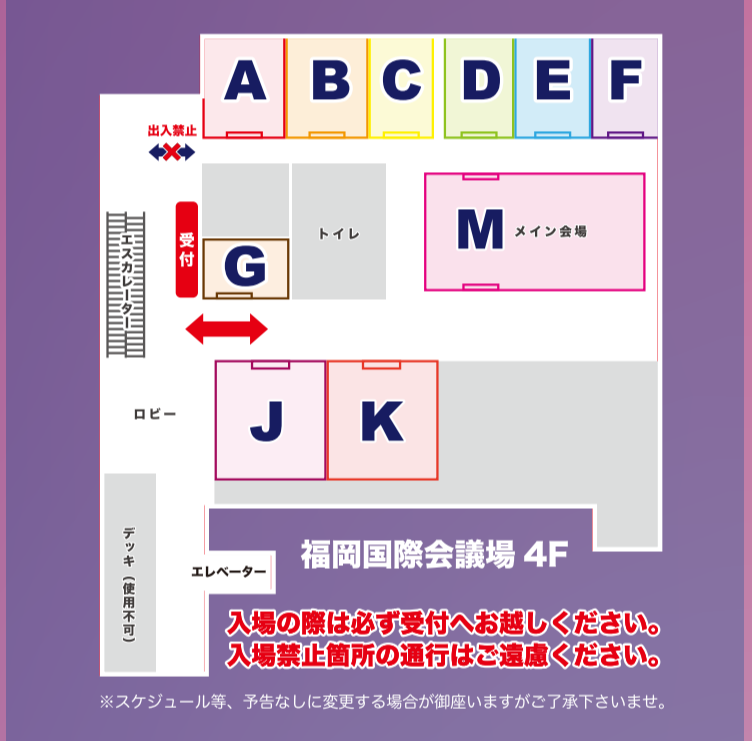 A
B
C
D
E
F
出入禁止
受付
エスカレーター
G
トイレ
M
メイン会場
ロビー
J
K
デッキ（使用不可）
エレベーター
福岡国際会議場 4F
入場の際は必ず受付へお越しください。
入場禁止箇所の通行はご遠慮ください。
※スケジュール等、予告なしに変更する場合が御座いますがご了承下さいませ。